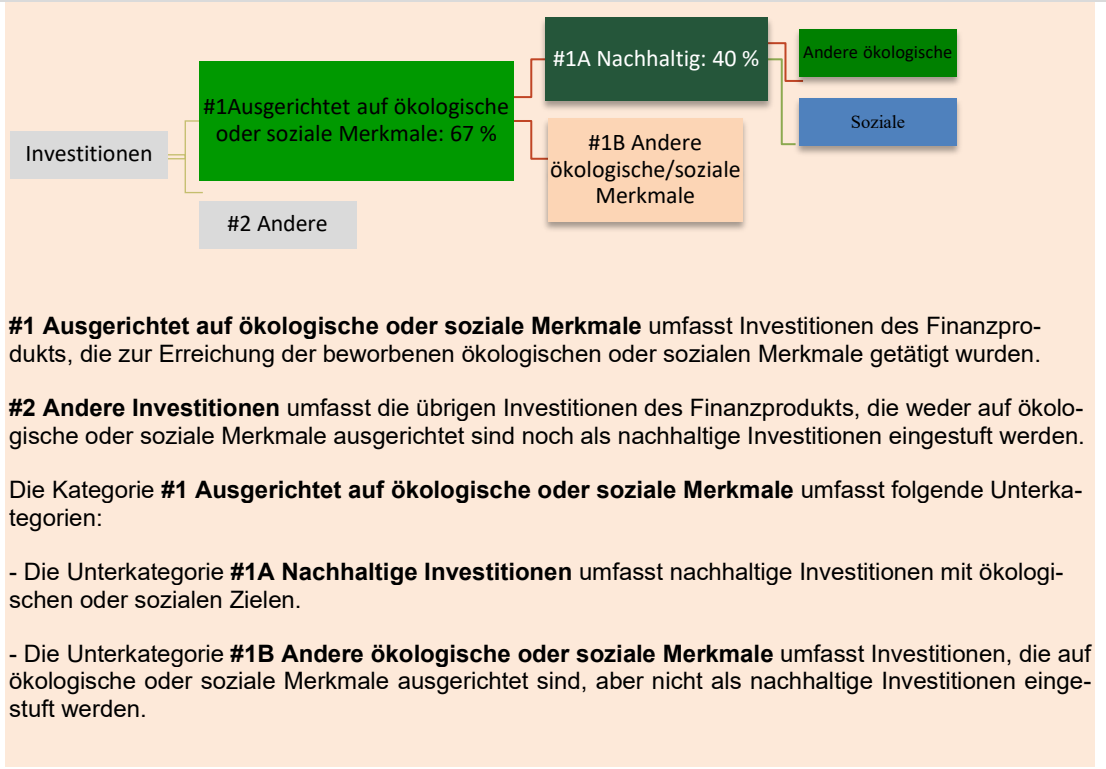 Investitionen
#1Ausgerichtet auf ökologische
oder soziale Merkmale: 67 %
#2 Andere
#1A Nachhaltig: 40 %
#1B Andere
ökologische/soziale
Merkmale
Andere ökologische
Soziale
#1 Ausgerichtet auf ökologische oder soziale Merkmale umfasst Investitionen des Finanzpro-
dukts, die zur Erreichung der beworbenen ökologischen oder sozialen Merkmale getätigt wurden.
#2 Andere Investitionen umfasst die übrigen Investitionen des Finanzprodukts, die weder auf ökolo-
gische oder soziale Merkmale ausgerichtet sind noch als nachhaltige Investitionen eingestuft werden.
Die Kategorie #1 Ausgerichtet auf ökologische oder soziale Merkmale umfasst folgende Unterka-
tegorien:
- Die Unterkategorie #1A Nachhaltige Investitionen umfasst nachhaltige Investitionen mit ökologi-
schen oder sozialen Zielen.
- Die Unterkategorie #1B Andere ökologische oder soziale Merkmale umfasst Investitionen, die auf
ökologische oder soziale Merkmale ausgerichtet sind, aber nicht als nachhaltige Investitionen einge-
stuft werden.